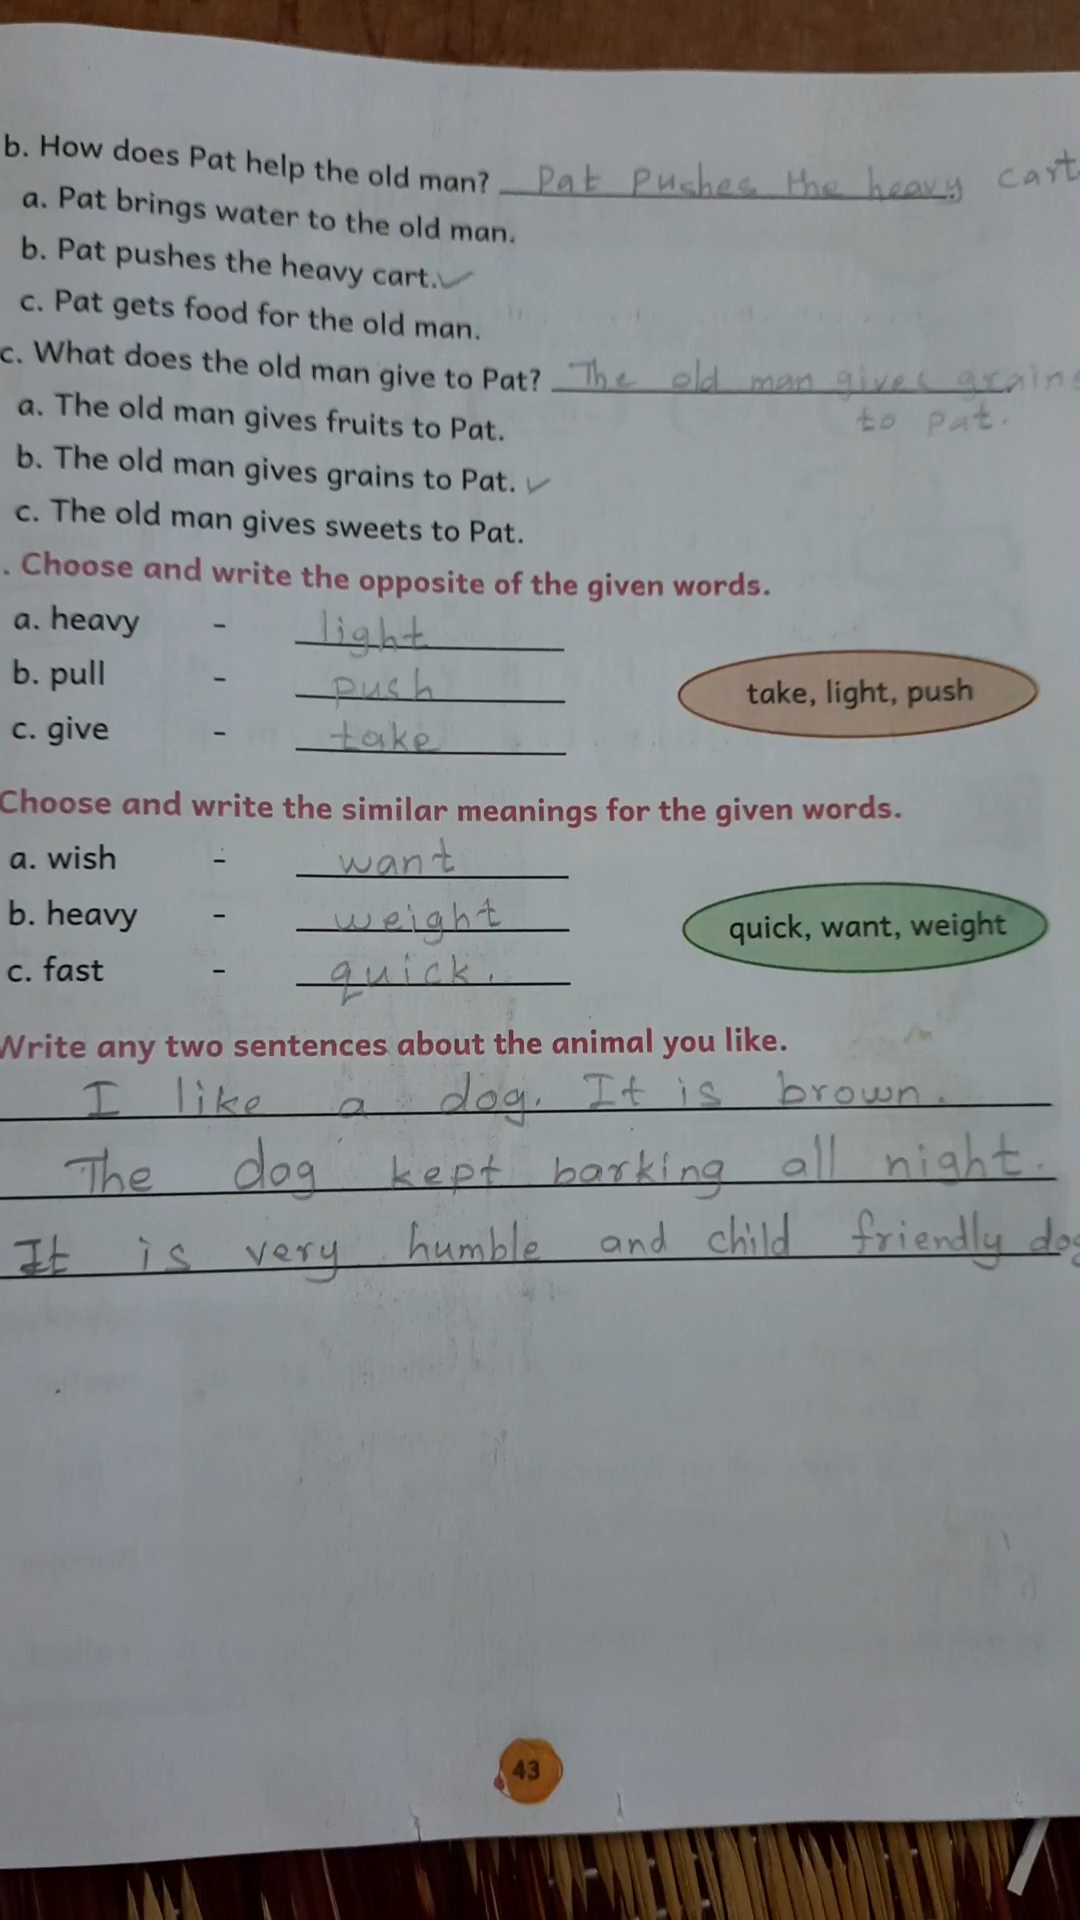 b. How does Pat help the old man? Pat pushes the heavy cart
a. Pat brings water to the old man.
b. Pat pushes the heavy cart.✓
c. Pat gets food for the old man.
c. What does the old man give to Pat? The old man gives grains
to Pat.
a. The old man gives fruits to Pat.
b. The old man gives grains to Pat. ✓
c. The old man gives sweets to Pat.
. Choose and write the opposite of the given words.
a. heavy - light
b. pull - push
take, light, push
c. give - take
Choose and write the similar meanings for the given words.
a. wish - want
b. heavy - weight
quick, want, weight
c. fast - quick.
Write any two sentences about the animal you like.
I like a dog. It is brown.
The dog kept barking all night.
It is very humble and child friendly dog
43